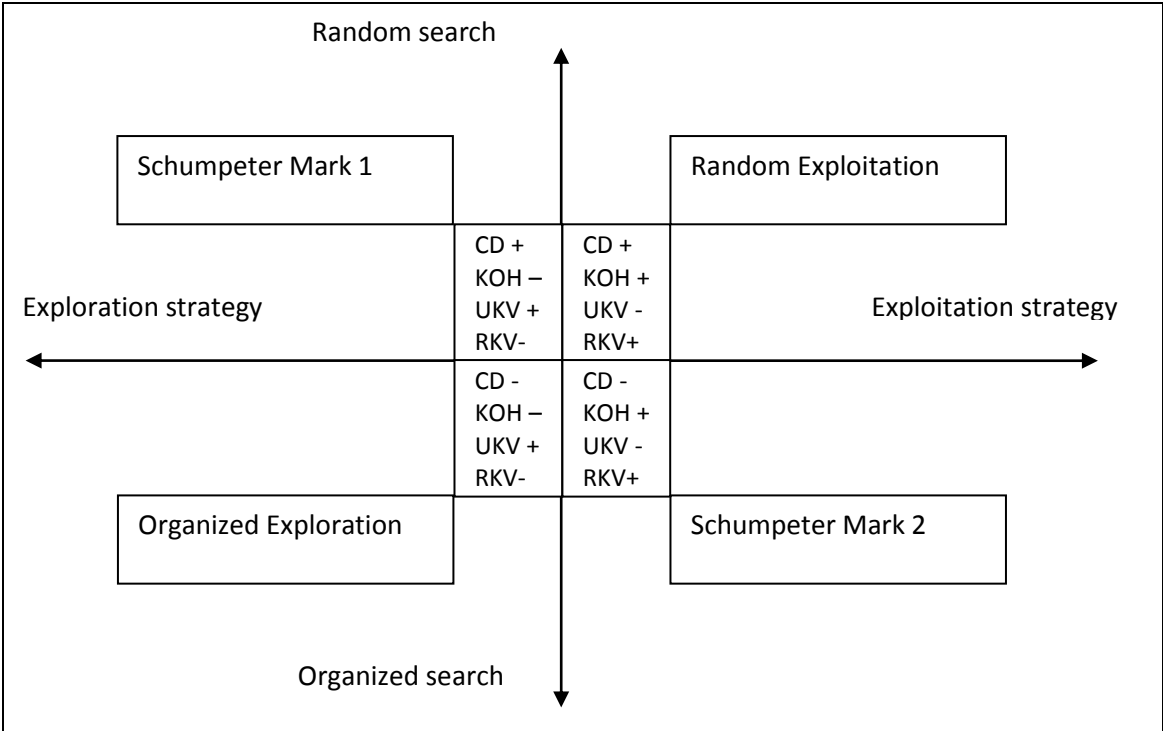 Random search
Schumpeter Mark 1
Random Exploitation
CD +
KOH –
UKV +
RKV-
CD +
KOH +
UKV -
RKV+
Exploration strategy
Exploitation strategy
CD -
KOH –
UKV +
RKV-
CD -
KOH +
UKV -
RKV+
Organized Exploration
Schumpeter Mark 2
Organized search